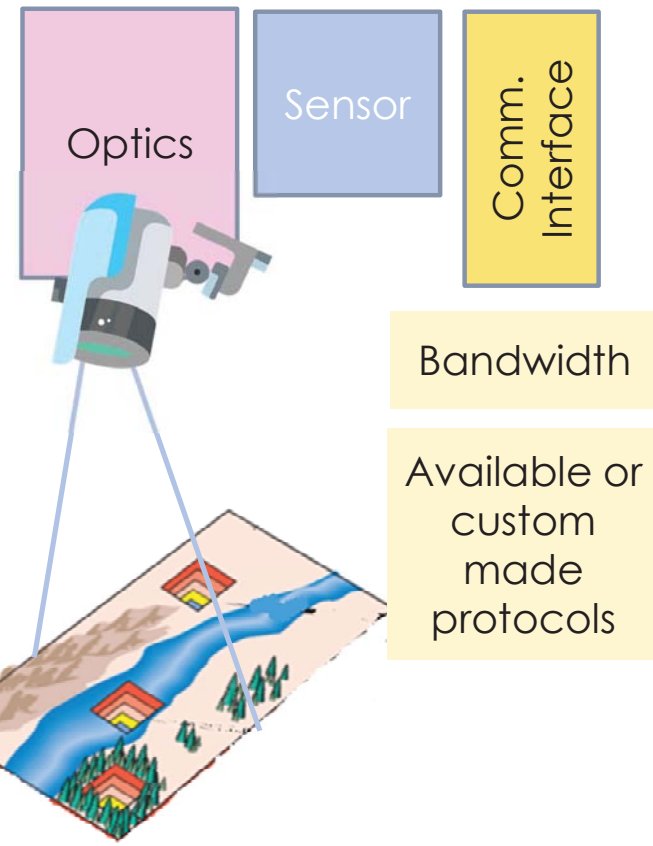 Optics
Sensor
Comm.
Interface
Bandwidth
Available or
custom
made
protocols